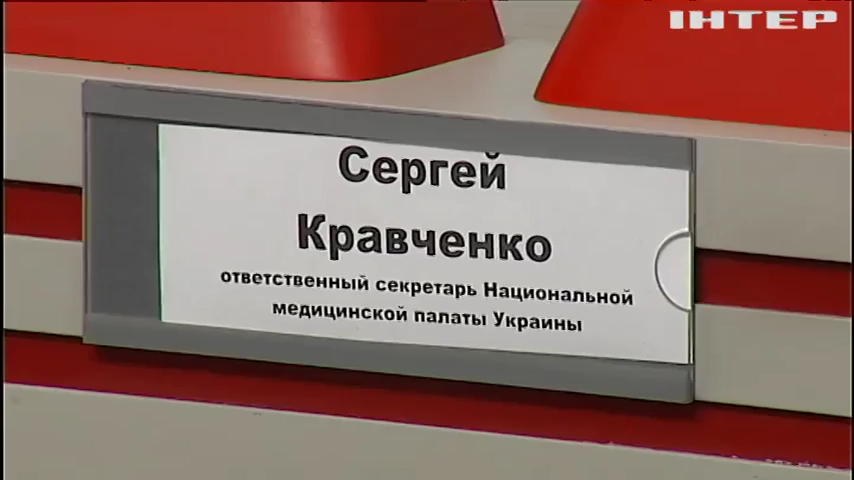 ІНТЕР
Сергей
Кравченко
ответственный секретарь Национальной
медицинской палаты Украины